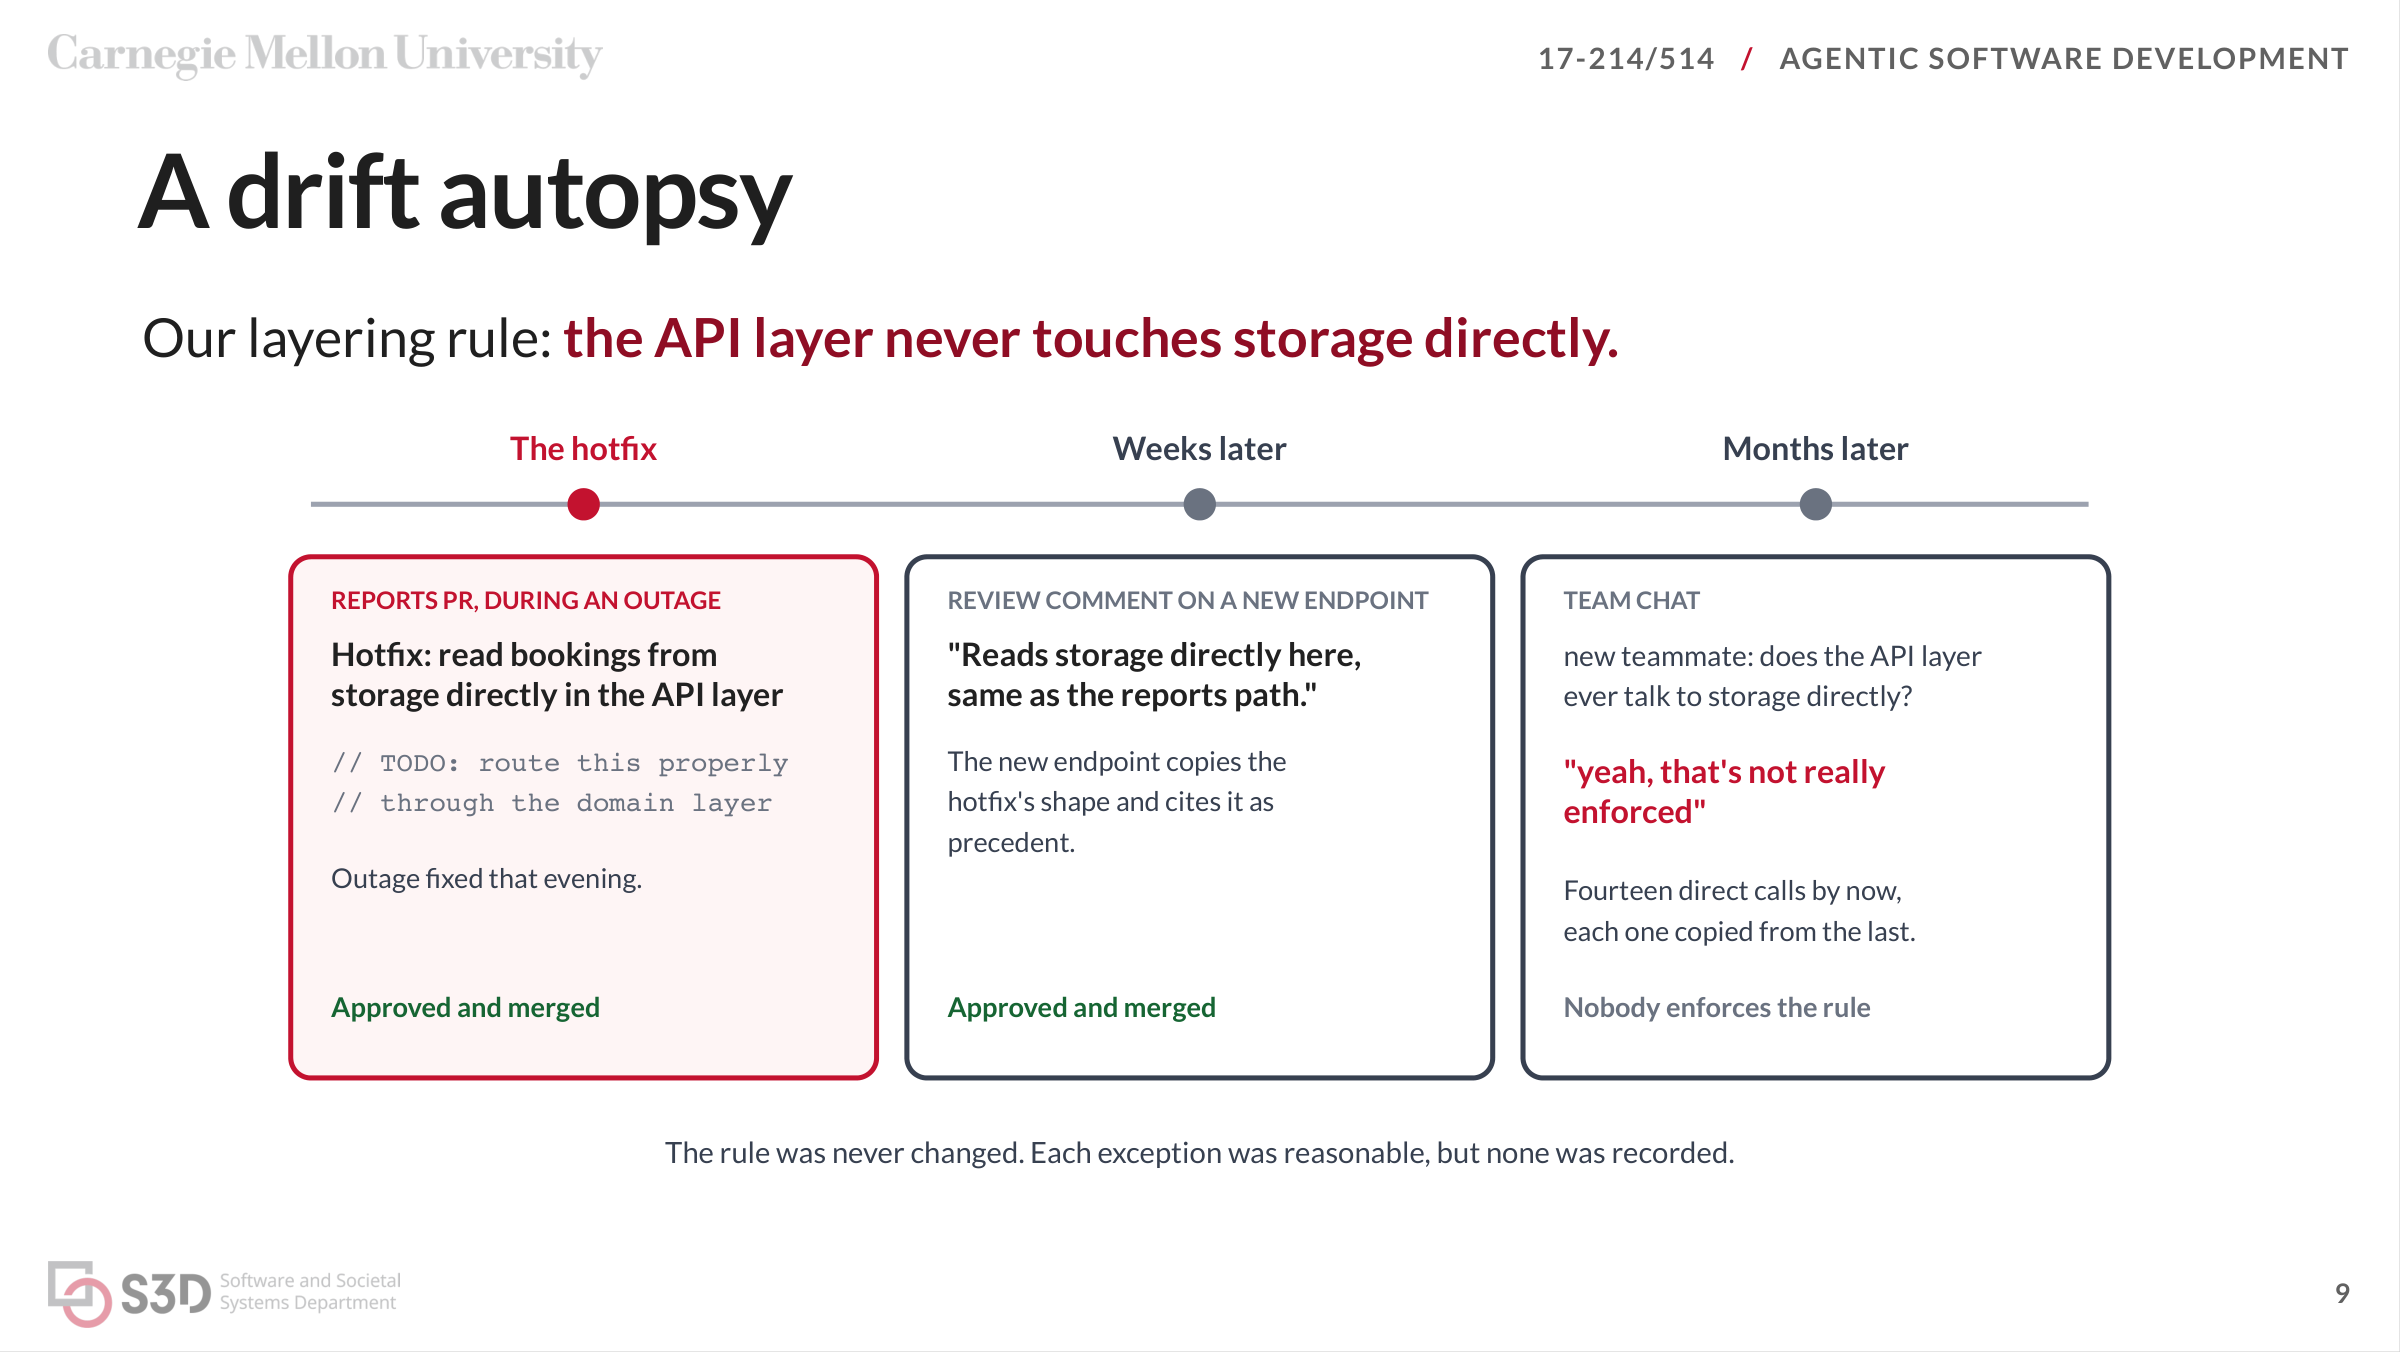 Carnegie Mellon University
17-214/514 / AGENTIC SOFTWARE DEVELOPMENT
A drift autopsy
Our layering rule: the API layer never touches storage directly.
The hotfix
Weeks later
Months later
REPORTS PR, DURING AN OUTAGE
Hotfix: read bookings from
storage directly in the API layer
// TODO: route this properly
// through the domain layer
Outage fixed that evening.
Approved and merged
REVIEW COMMENT ON A NEW ENDPOINT
"Reads storage directly here,
same as the reports path."
The new endpoint copies the
hotfix's shape and cites it as
precedent.
Approved and merged
TEAM CHAT
new teammate: does the API layer
ever talk to storage directly?
"yeah, that's not really
enforced"
Fourteen direct calls by now,
each one copied from the last.
Nobody enforces the rule
The rule was never changed. Each exception was reasonable, but none was recorded.
S3D Software and Societal
Systems Department
9